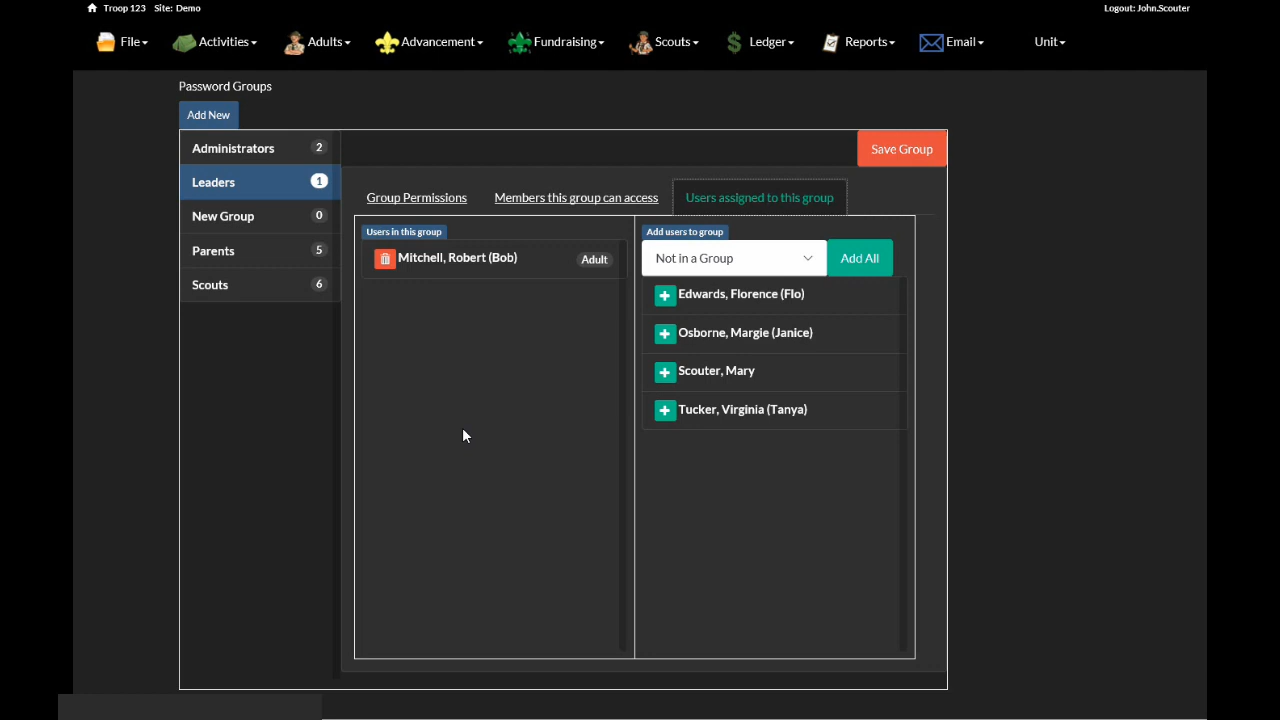 Troop 123 Site: Demo Logout: John.Scouter
File Activities Adults Advancement Fundraising Scouts Ledger Reports Email Unit
Password Groups
Add New
Administrators 2
Leaders 1
New Group 0
Parents 5
Scouts 6
Save Group
Group Permissions Members this group can access Users assigned to this group
Users in this group
Mitchell, Robert (Bob) Adult
Add users to group
Not in a Group Add All
Edwards, Florence (Flo)
Osborne, Margie (Janice)
Scouter, Mary
Tucker, Virginia (Tanya)